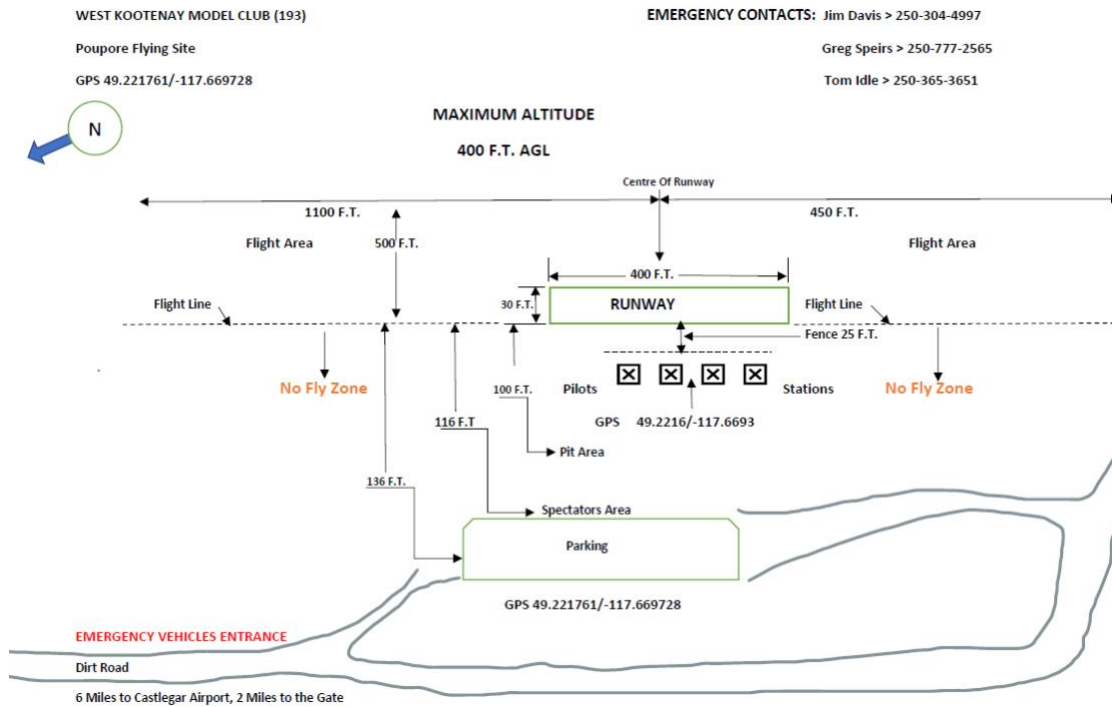 WEST KOOTENAY MODEL CLUB (193)
EMERGENCY CONTACTS: Jim Davis > 250-304-4997
Poupore Flying Site
Greg Speirs > 250-777-2565
GPS 49.221761/-117.669728
Tom Idle > 250-365-3651
N
MAXIMUM ALTITUDE
400 F.T. AGL
Centre Of Runway
1100 F.T.
450 F.T.
Flight Area
500 F.T.
Flight Area
400 F.T.
Flight Line
30 F.T.
RUNWAY
Flight Line
Fence 25 F.T.
No Fly Zone
100 F.T.
Pilots
Stations
No Fly Zone
116 F.T
GPS 49.2216/-117.6693
Pit Area
136 F.T.
Spectators Area
Parking
GPS 49.221761/-117.669728
EMERGENCY VEHICLES ENTRANCE
Dirt Road
6 Miles to Castlegar Airport, 2 Miles to the Gate